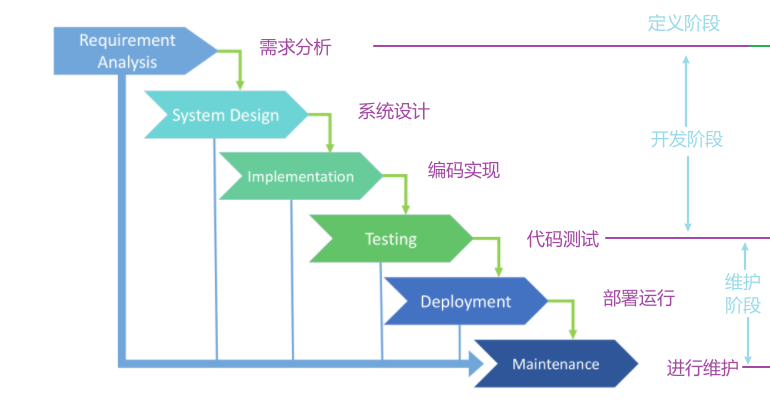 定义阶段
Requirement
Analysis
需求分析
System Design
系统设计
开发阶段
Implementation
编码实现
Testing
代码测试
维护
阶段
Deployment
部署运行
Maintenance
进行维护